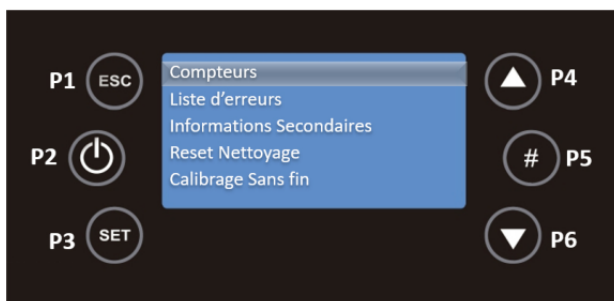 P1 ESC
P2
P3 SET
Compteurs
Liste d'erreurs
Informations Secondaires
Reset Nettoyage
Calibrage Sans fin
P4
# P5
P6